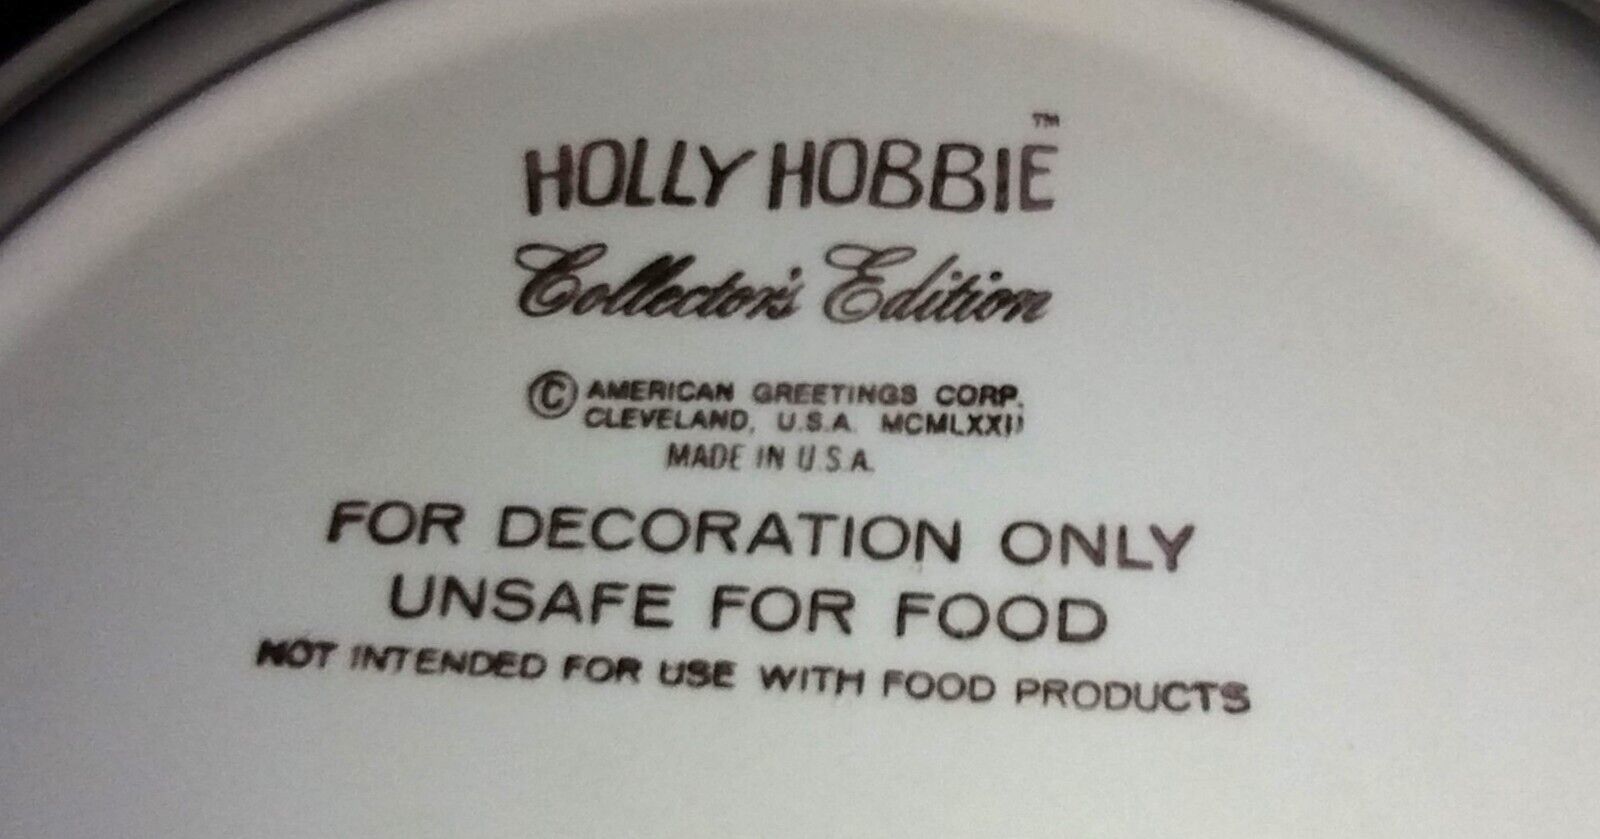 HOLLY HOBBIE™
Collector's Edition
© AMERICAN GREETINGS CORP.
CLEVELAND, U.S.A. MCMLXXII
MADE IN U.S.A.
FOR DECORATION ONLY
UNSAFE FOR FOOD
NOT INTENDED FOR USE WITH FOOD PRODUCTS